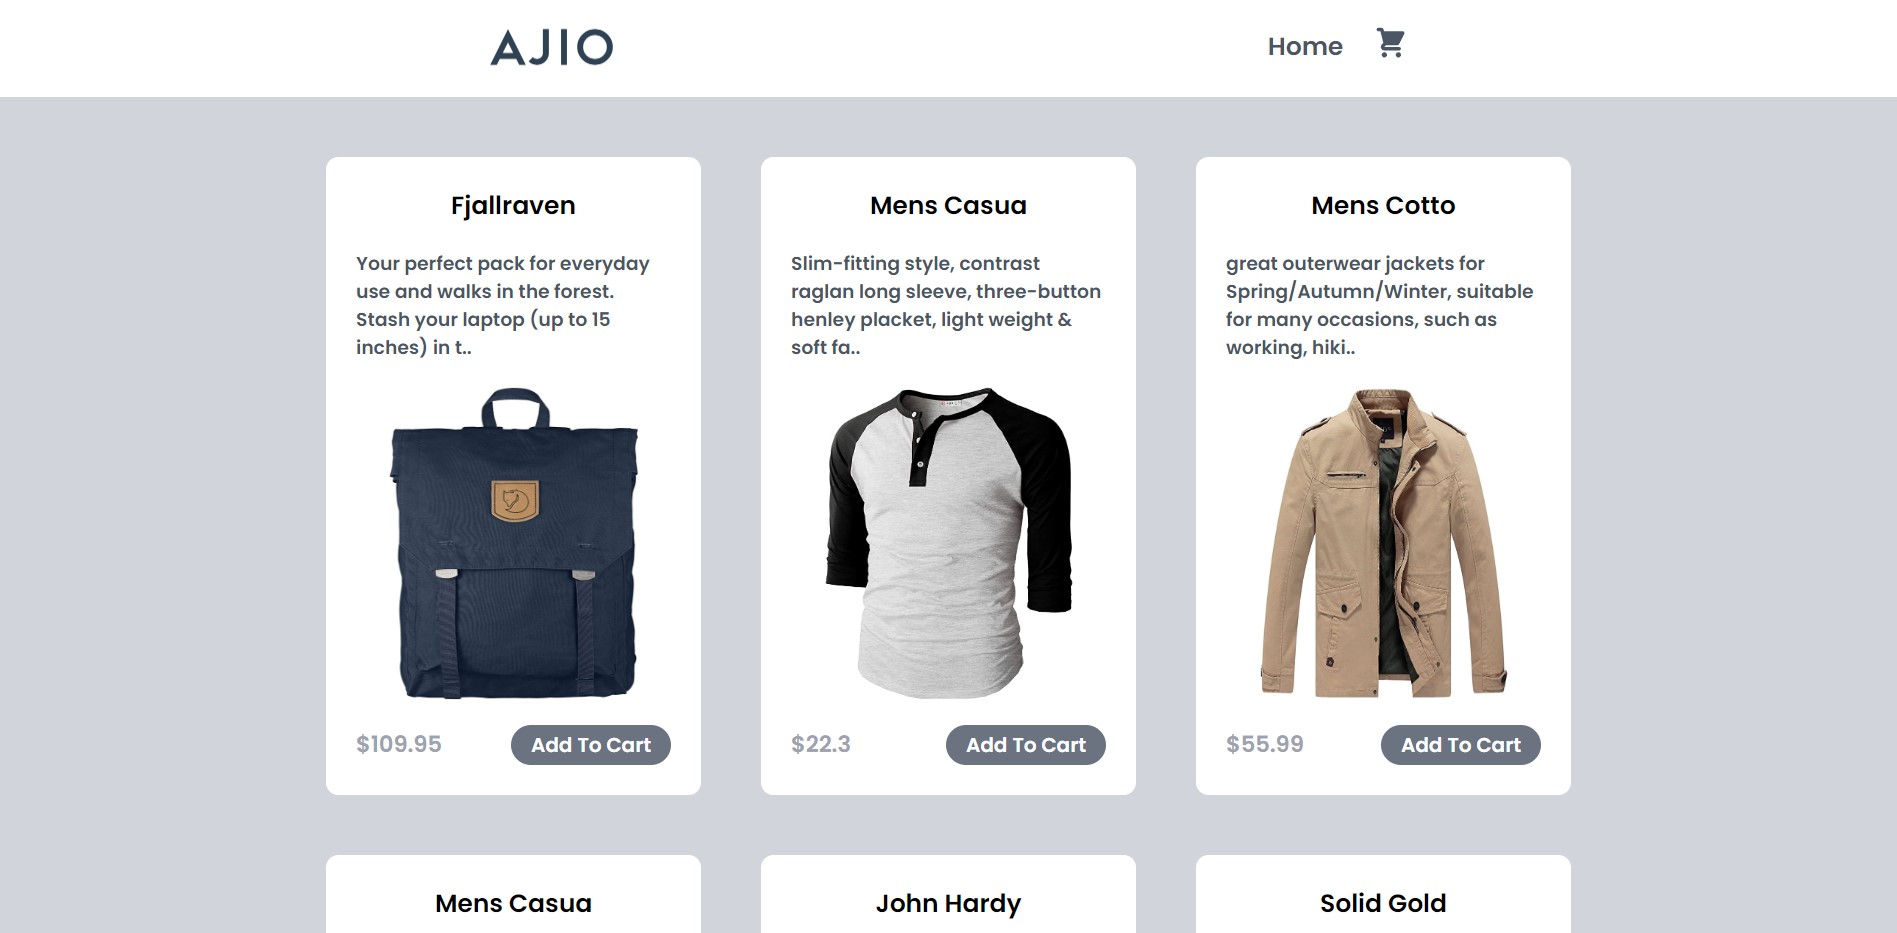 AJIO
Home
Fjallraven
Your perfect pack for everyday
use and walks in the forest.
Stash your laptop (up to 15
inches) in t..
$109.95
Add To Cart
Mens Casua
Slim-fitting style, contrast
raglan long sleeve, three-button
henley placket, light weight &
soft fa..
$22.3
Add To Cart
Mens Cotto
great outerwear jackets for
Spring/Autumn/Winter, suitable
for many occasions, such as
working, hiki..
$55.99
Add To Cart
Mens Casua
John Hardy
Solid Gold